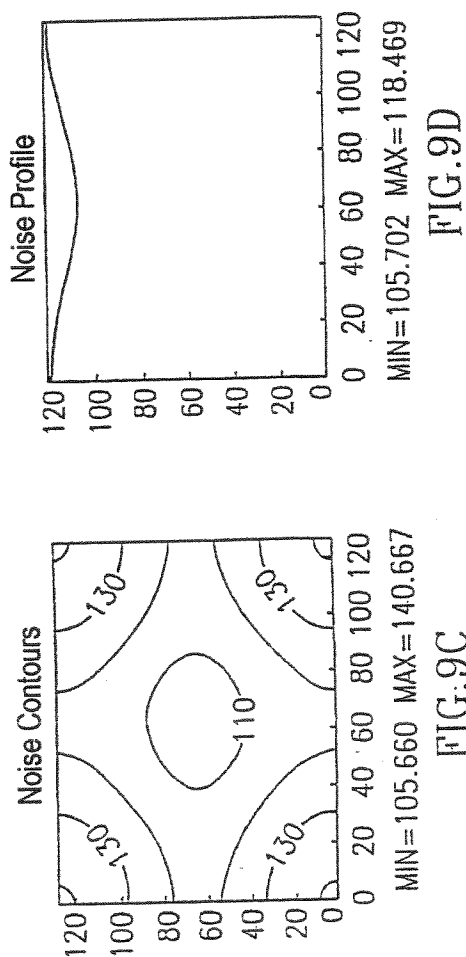 Noise Contours
120
100
80
60
40
20
0
130
130
110
130
130
0 20 40 60 80 100 120
MIN=105.660 MAX=140.667
FIG.9C
Noise Profile
120
100
80
60
40
20
0
0 20 40 60 80 100 120
MIN=105.702 MAX=118.469
FIG.9D